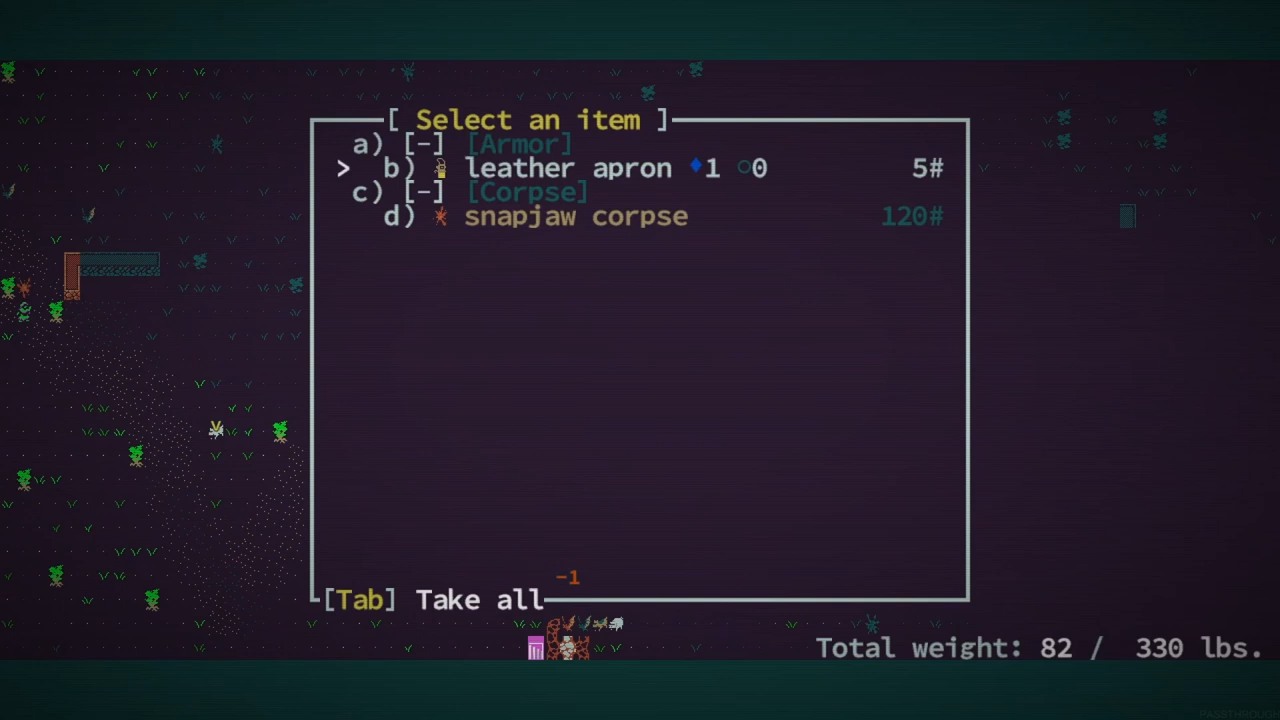 [ Select an item ]
a) [-] [Armor]
> b) leather apron ♦1 ○0 5#
c) [-] [Corpse]
d) snapjaw corpse 120#
-1
[Tab] Take all
Total weight: 82 / 330 lbs.